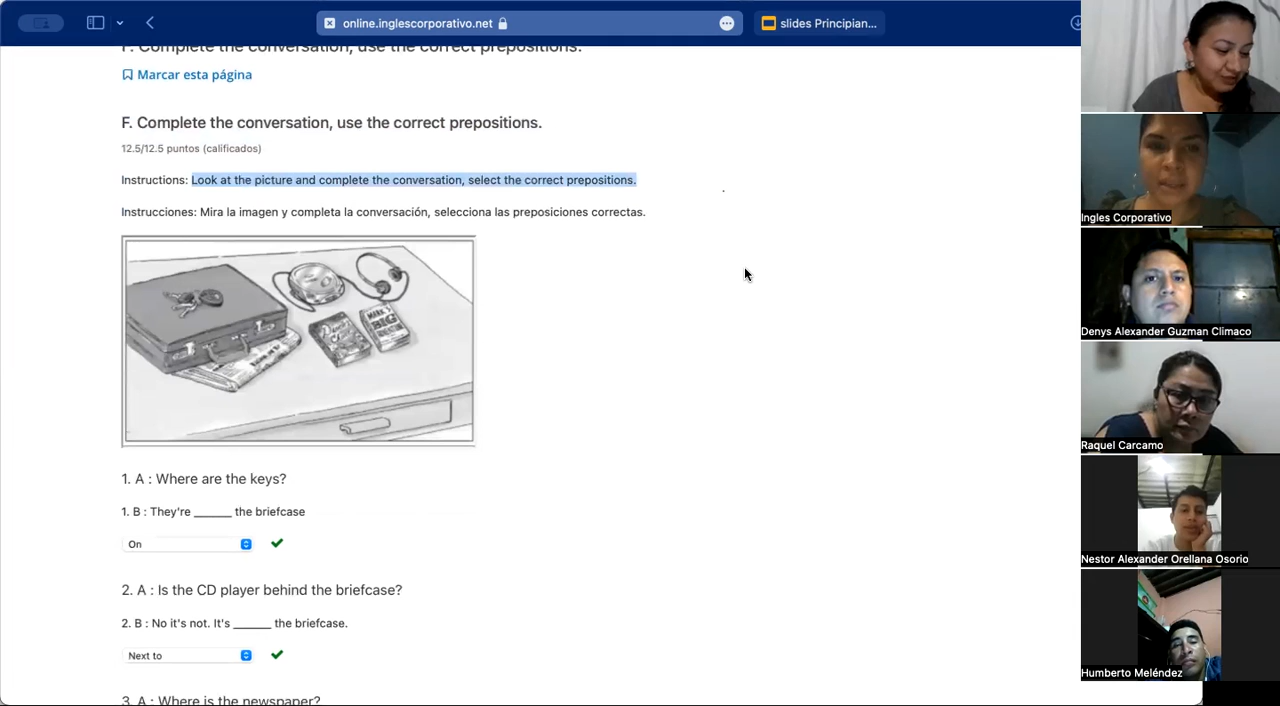 online.inglescorporativo.net
slides Principian...
F. Complete the conversation, use the correct prepositions.
Marcar esta página
F. Complete the conversation, use the correct prepositions.
12.5/12.5 puntos (calificados)
Instructions: Look at the picture and complete the conversation, select the correct prepositions.
Instrucciones: Mira la imagen y completa la conversación, selecciona las preposiciones correctas.
1. A : Where are the keys?
1. B : They're ______ the briefcase
On
2. A : Is the CD player behind the briefcase?
2. B : No it's not. It's ______ the briefcase.
Next to
3. A : Where is the newspaper?
Ingles Corporativo
Denys Alexander Guzman Climaco
Raquel Carcamo
Nestor Alexander Orellana Osorio
Humberto Meléndez